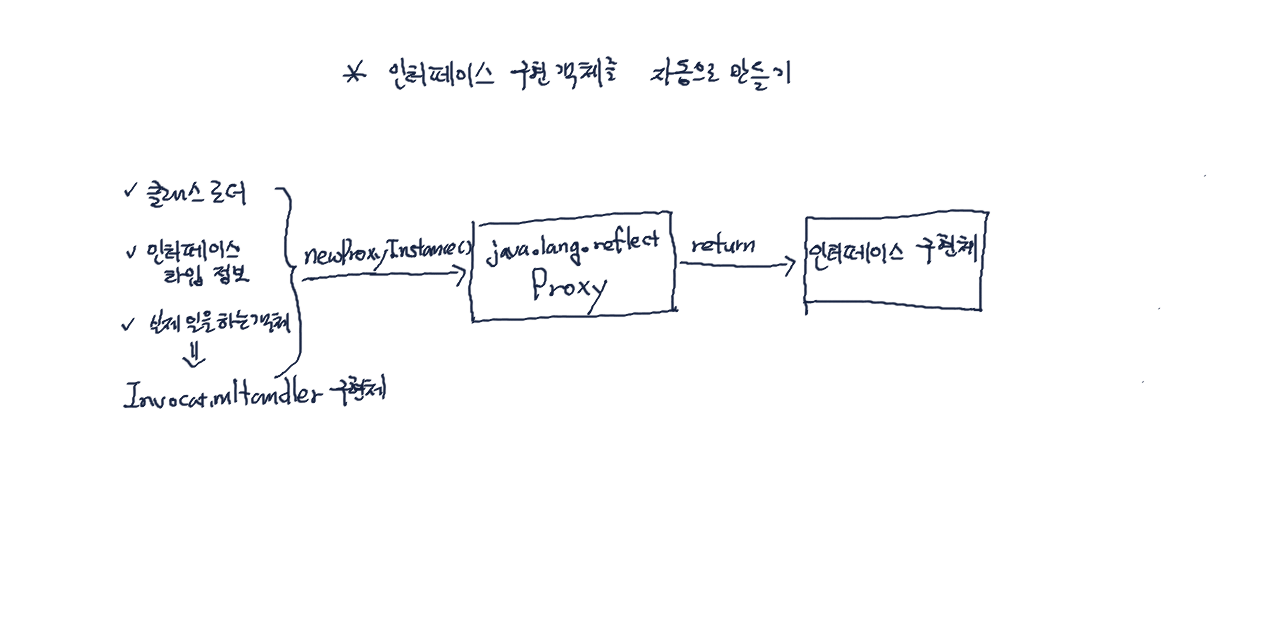 * 인터페이스 구현 객체를 자동으로 만들기
✓ 클래스 로더
✓ 인터페이스
타입 정보
✓ 실제 일을 하는 객체
⇓
InvocationHandler 구현체
newProxyInstance()
java.lang.reflect
Proxy
return
인터페이스 구현체